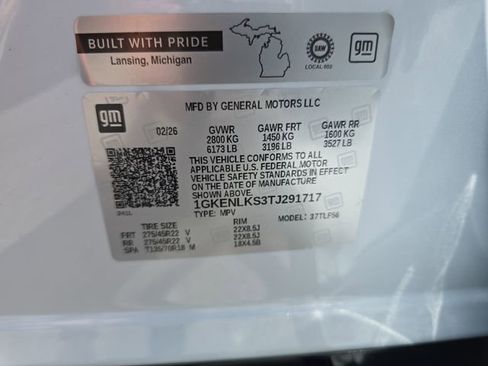 BUILT WITH PRIDE
Lansing, Michigan
UAW
LOCAL 602
gm
gm
MFD BY GENERAL MOTORS LLC
02/26 GVWR GAWR FRT GAWR RR
2800 KG 1450 KG 1600 KG
6173 LB 3196 LB 3527 LB
THIS VEHICLE CONFORMS TO ALL
APPLICABLE U.S. FEDERAL MOTOR
VEHICLE SAFETY STANDARDS IN EFFECT
ON THE DATE OF MANUFACTURE
SHOWN ABOVE.
1GKENLKS3TJ291717
TYPE: MPV MODEL: 37TLF56
TIRE SIZE RIM
FRT 275/45R22 V 22X8.5J
RR 275/45R22 V 22X8.5J
SPA T135/70R18 M 18X4.5B